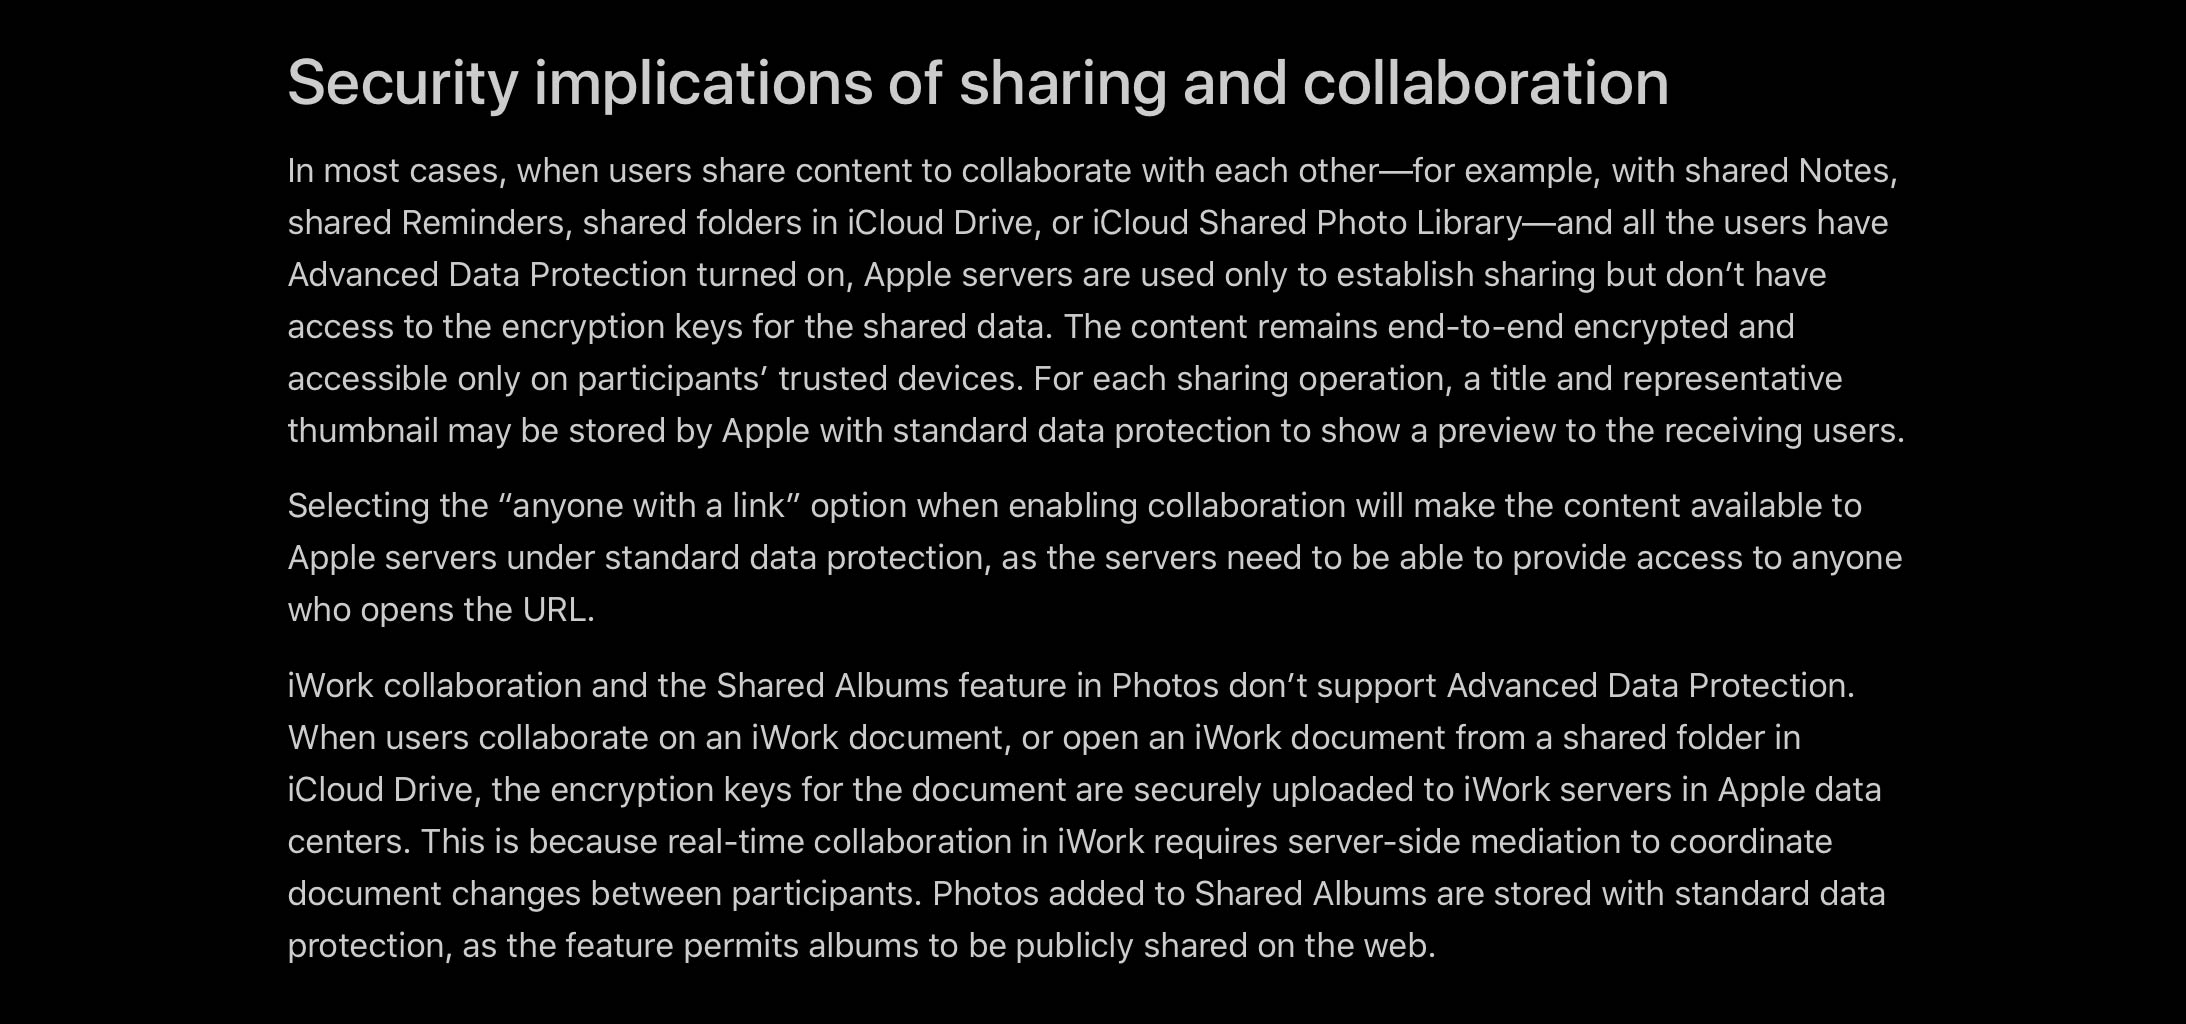 Security implications of sharing and collaboration
In most cases, when users share content to collaborate with each other—for example, with shared Notes,
shared Reminders, shared folders in iCloud Drive, or iCloud Shared Photo Library—and all the users have
Advanced Data Protection turned on, Apple servers are used only to establish sharing but don’t have
access to the encryption keys for the shared data. The content remains end-to-end encrypted and
accessible only on participants’ trusted devices. For each sharing operation, a title and representative
thumbnail may be stored by Apple with standard data protection to show a preview to the receiving users.
Selecting the “anyone with a link” option when enabling collaboration will make the content available to
Apple servers under standard data protection, as the servers need to be able to provide access to anyone
who opens the URL.
iWork collaboration and the Shared Albums feature in Photos don’t support Advanced Data Protection.
When users collaborate on an iWork document, or open an iWork document from a shared folder in
iCloud Drive, the encryption keys for the document are securely uploaded to iWork servers in Apple data
centers. This is because real-time collaboration in iWork requires server-side mediation to coordinate
document changes between participants. Photos added to Shared Albums are stored with standard data
protection, as the feature permits albums to be publicly shared on the web.